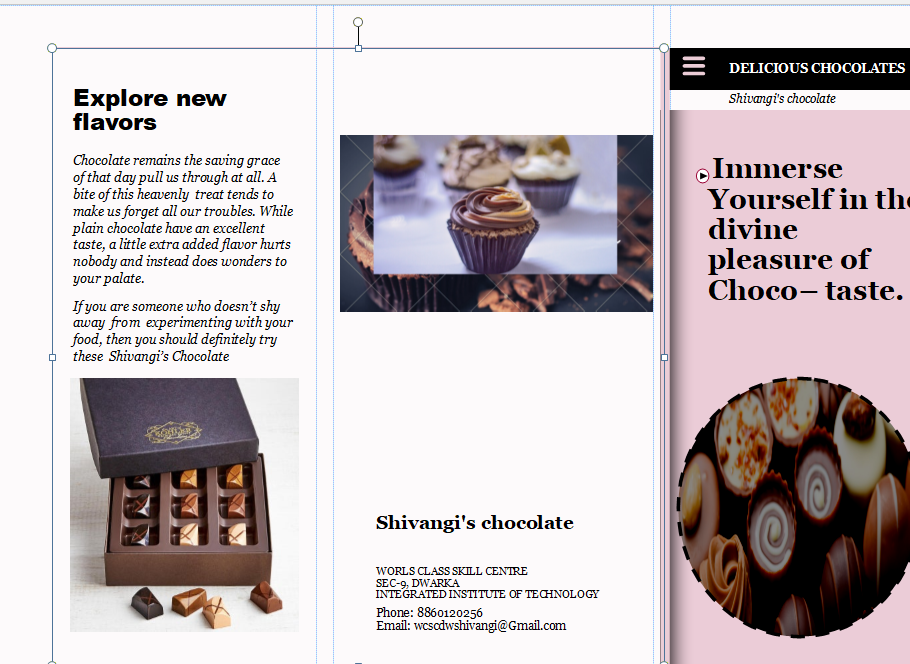 Explore new
flavors
Chocolate remains the saving grace
of that day pull us through at all. A
bite of this heavenly treat tends to
make us forget all our troubles. While
plain chocolate have an excellent
taste, a little extra added flavor hurts
nobody and instead does wonders to
your palate.
If you are someone who doesn't shy
away from experimenting with your
food, then you should definitely try
these Shivangi's Chocolate
Shivangi's chocolate
WORLS CLASS SKILL CENTRE
SEC-9, DWARKA
INTEGRATED INSTITUTE OF TECHNOLOGY
Phone: 8860120256
Email: wcscdwshivangi@Gmail.com
DELICIOUS CHOCOLATES
Shivangi's chocolate
Immerse
Yourself in the
divine
pleasure of
Choco– taste.